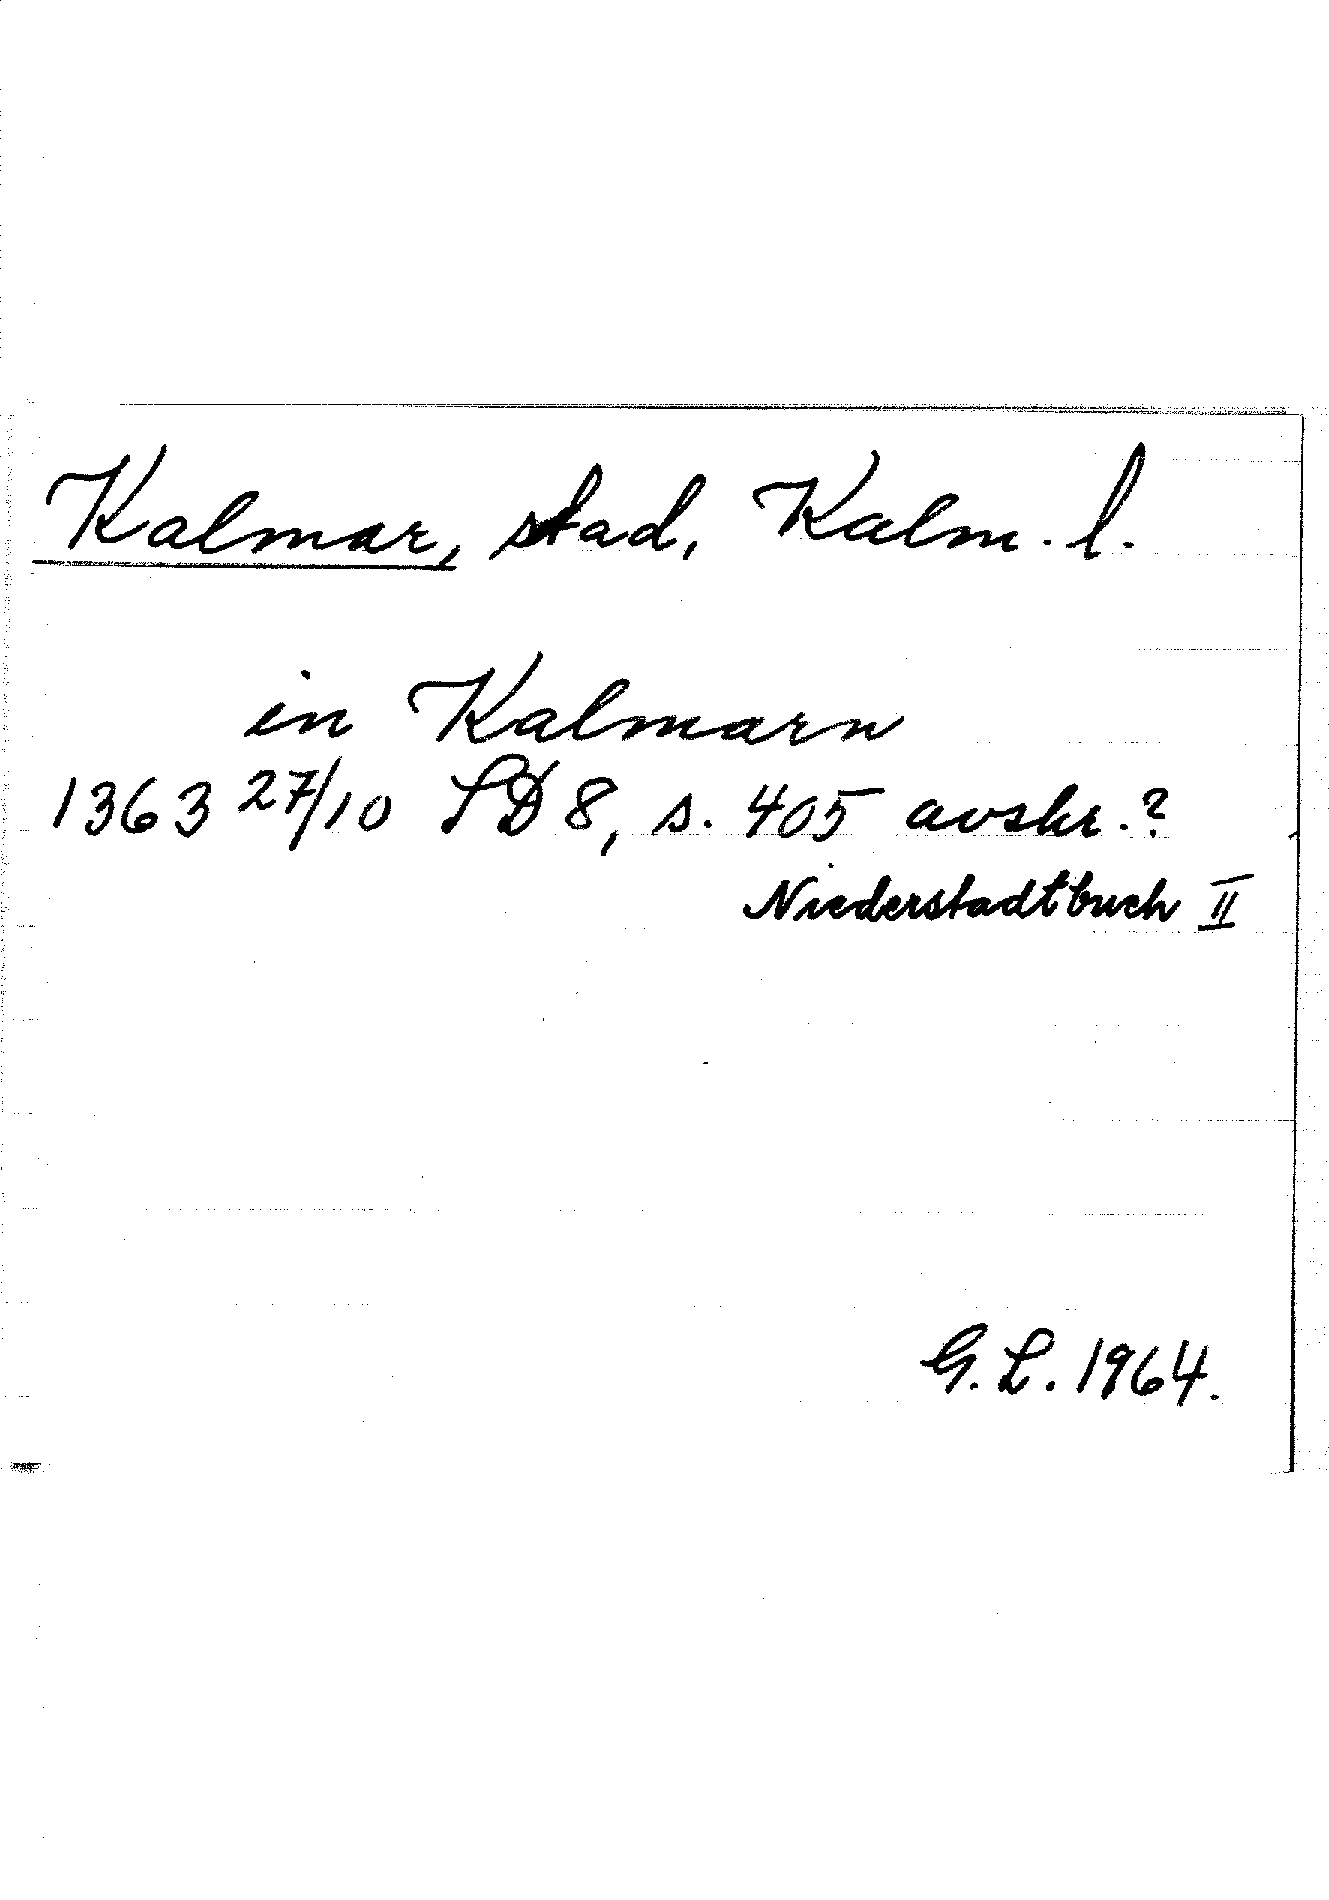 Kalmar, stad, Kalm. l.
in Kalmarn
1363 27/10 SD 8, s. 405 avskr.?
Niederstadtbuch II
G. L. 1964.